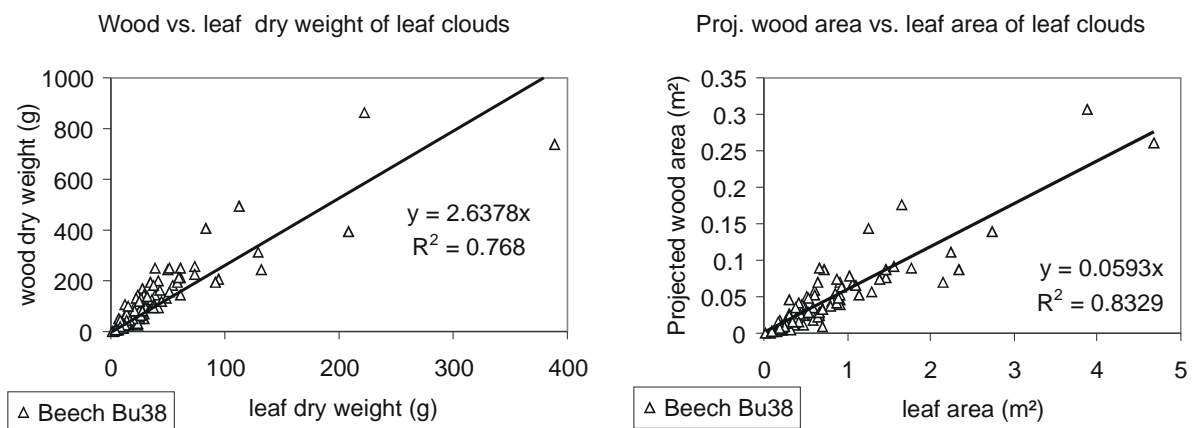 Wood vs. leaf dry weight of leaf clouds
wood dry weight (g)
1000
800
600
400
200
0
y = 2.6378x
R² = 0.768
0 100 200 300 400
leaf dry weight (g)
△ Beech Bu38
Proj. wood area vs. leaf area of leaf clouds
Projected wood area (m²)
0.35
0.3
0.25
0.2
0.15
0.1
0.05
0
y = 0.0593x
R² = 0.8329
0 1 2 3 4 5
leaf area (m²)
△ Beech Bu38